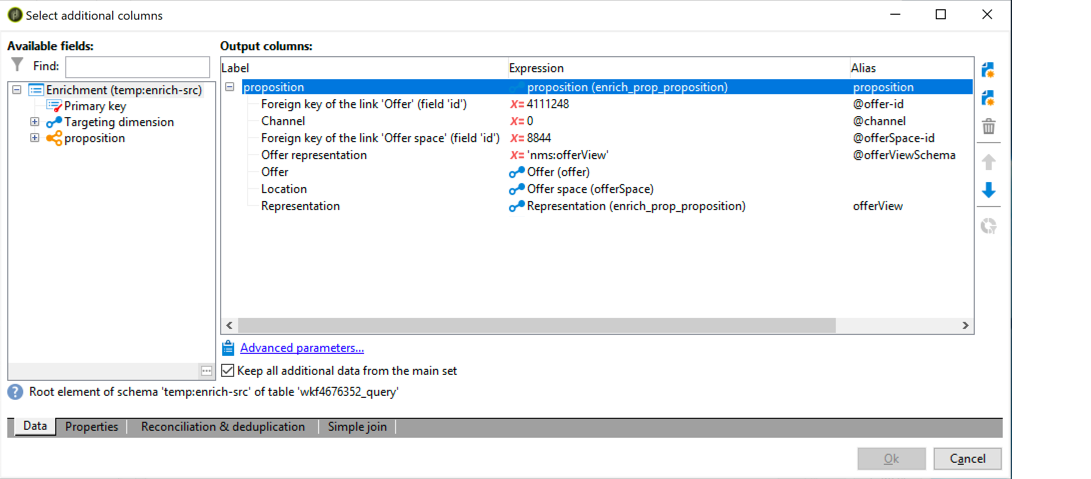 Select additional columns
Available fields:
Find:
Enrichment (temp:enrich-src)
Primary key
Targeting dimension
proposition
Output columns:
Label Expression Alias
proposition proposition (enrich_prop_proposition) proposition
Foreign key of the link 'Offer' (field 'id') X= 4111248 @offer-id
Channel X= 0 @channel
Foreign key of the link 'Offer space' (field 'id') X= 8844 @offerSpace-id
Offer representation X= 'nms:offerView' @offerViewSchema
Offer Offer (offer)
Location Offer space (offerSpace)
Representation Representation (enrich_prop_proposition) offerView
Advanced parameters...
Keep all additional data from the main set
? Root element of schema 'temp:enrich-src' of table 'wkf4676352_query'
Data Properties Reconciliation & deduplication Simple join
Ok Cancel